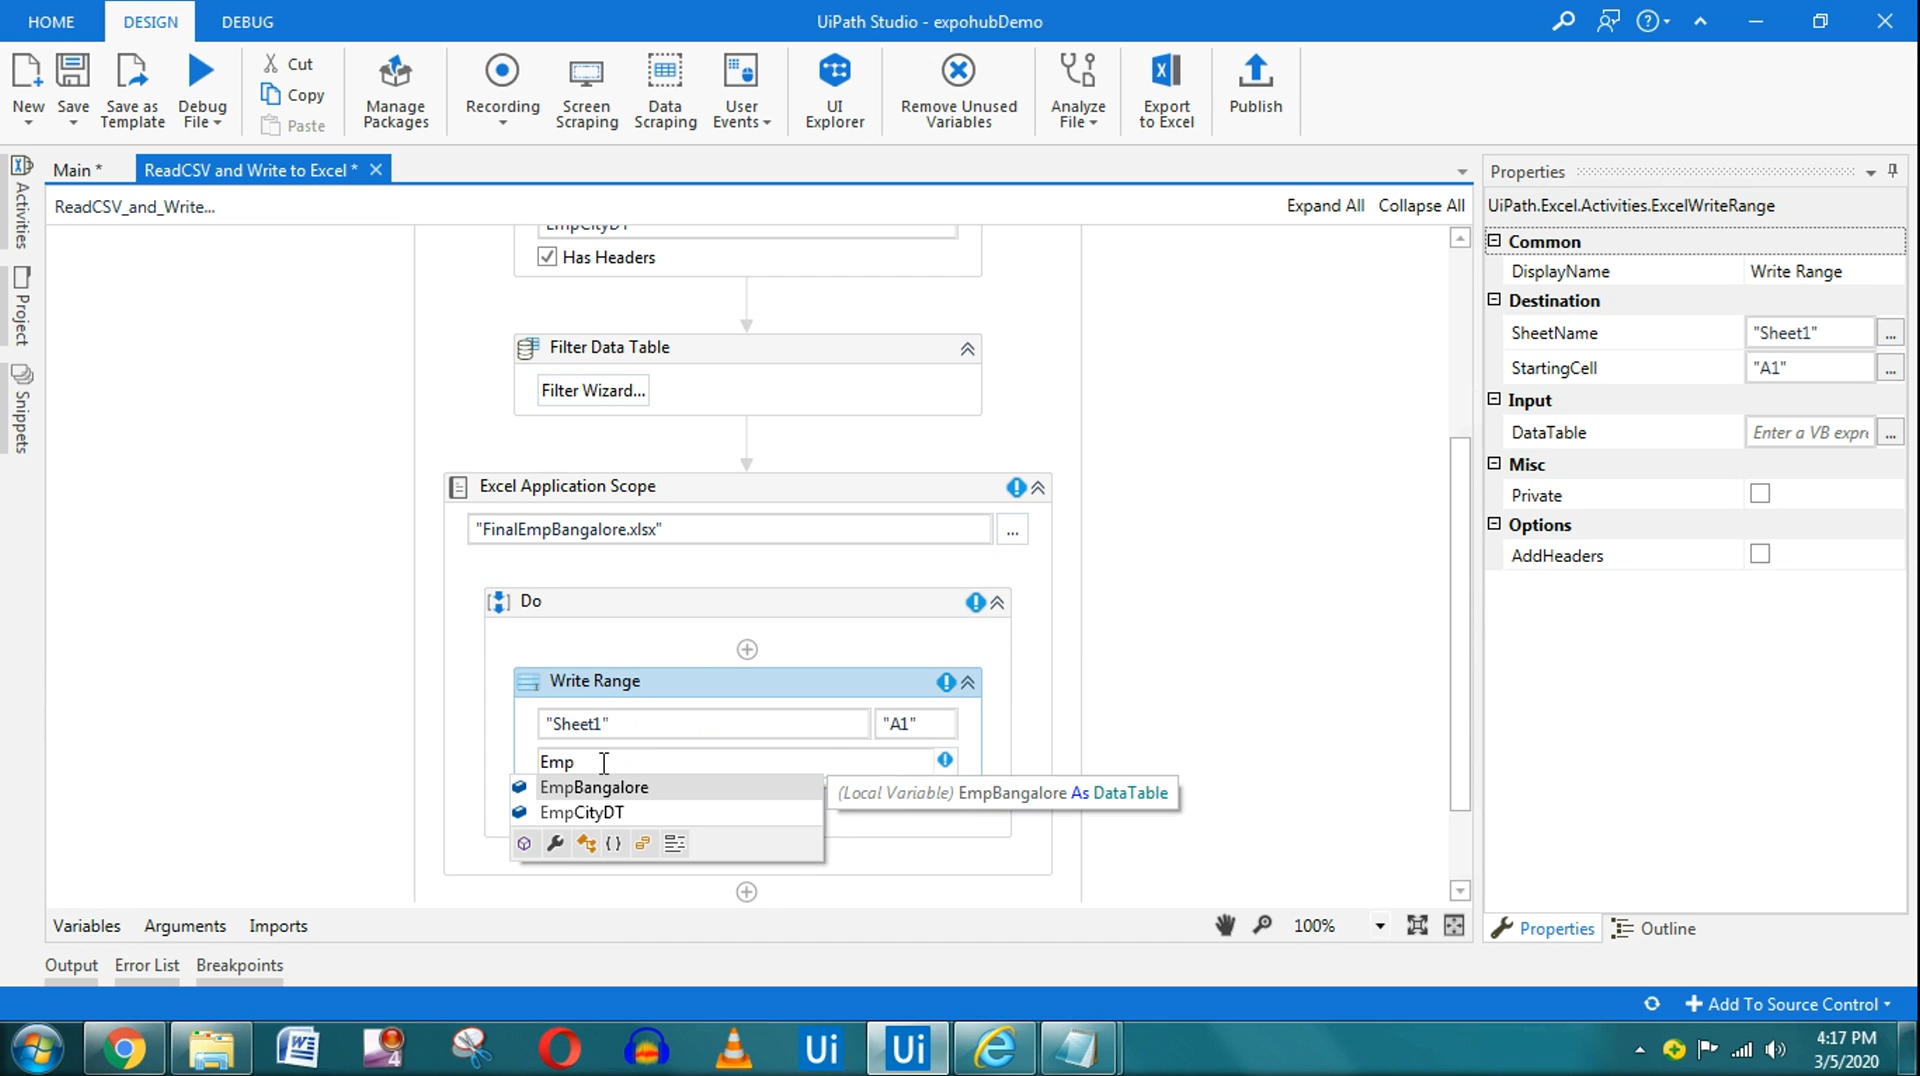 HOME DESIGN DEBUG UiPath Studio - expohubDemo
New
Save
Save as Template
Debug File
Cut
Copy
Paste
Manage Packages
Recording
Screen Scraping
Data Scraping
User Events
UI Explorer
Remove Unused Variables
Analyze File
Export to Excel
Publish
Main * ReadCSV and Write to Excel *
ReadCSV_and_Write... Expand All Collapse All
Activities
Project
Snippets
EmpCityDT
Has Headers
Filter Data Table
Filter Wizard...
Excel Application Scope
"FinalEmpBangalore.xlsx" ...
Do
Write Range
"Sheet1" "A1"
Emp
EmpBangalore
(Local Variable) EmpBangalore As DataTable
EmpCityDT
Properties
UiPath.Excel.Activities.ExcelWriteRange
Common
DisplayName Write Range
Destination
SheetName "Sheet1" ...
StartingCell "A1" ...
Input
DataTable Enter a VB expre ...
Misc
Private
Options
AddHeaders
Variables Arguments Imports 100%
Properties Outline
Output Error List Breakpoints
Add To Source Control
4
Ui
Ui
4:17 PM
3/5/2020